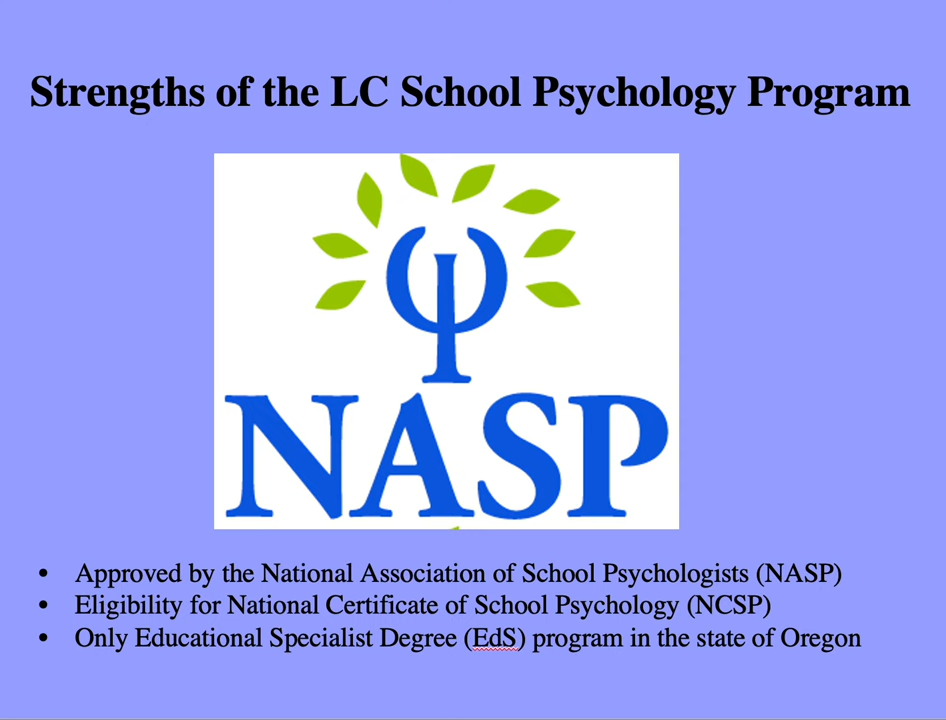 Strengths of the LC School Psychology Program
ψ
NASP
• Approved by the National Association of School Psychologists (NASP)
• Eligibility for National Certificate of School Psychology (NCSP)
• Only Educational Specialist Degree (EdS) program in the state of Oregon